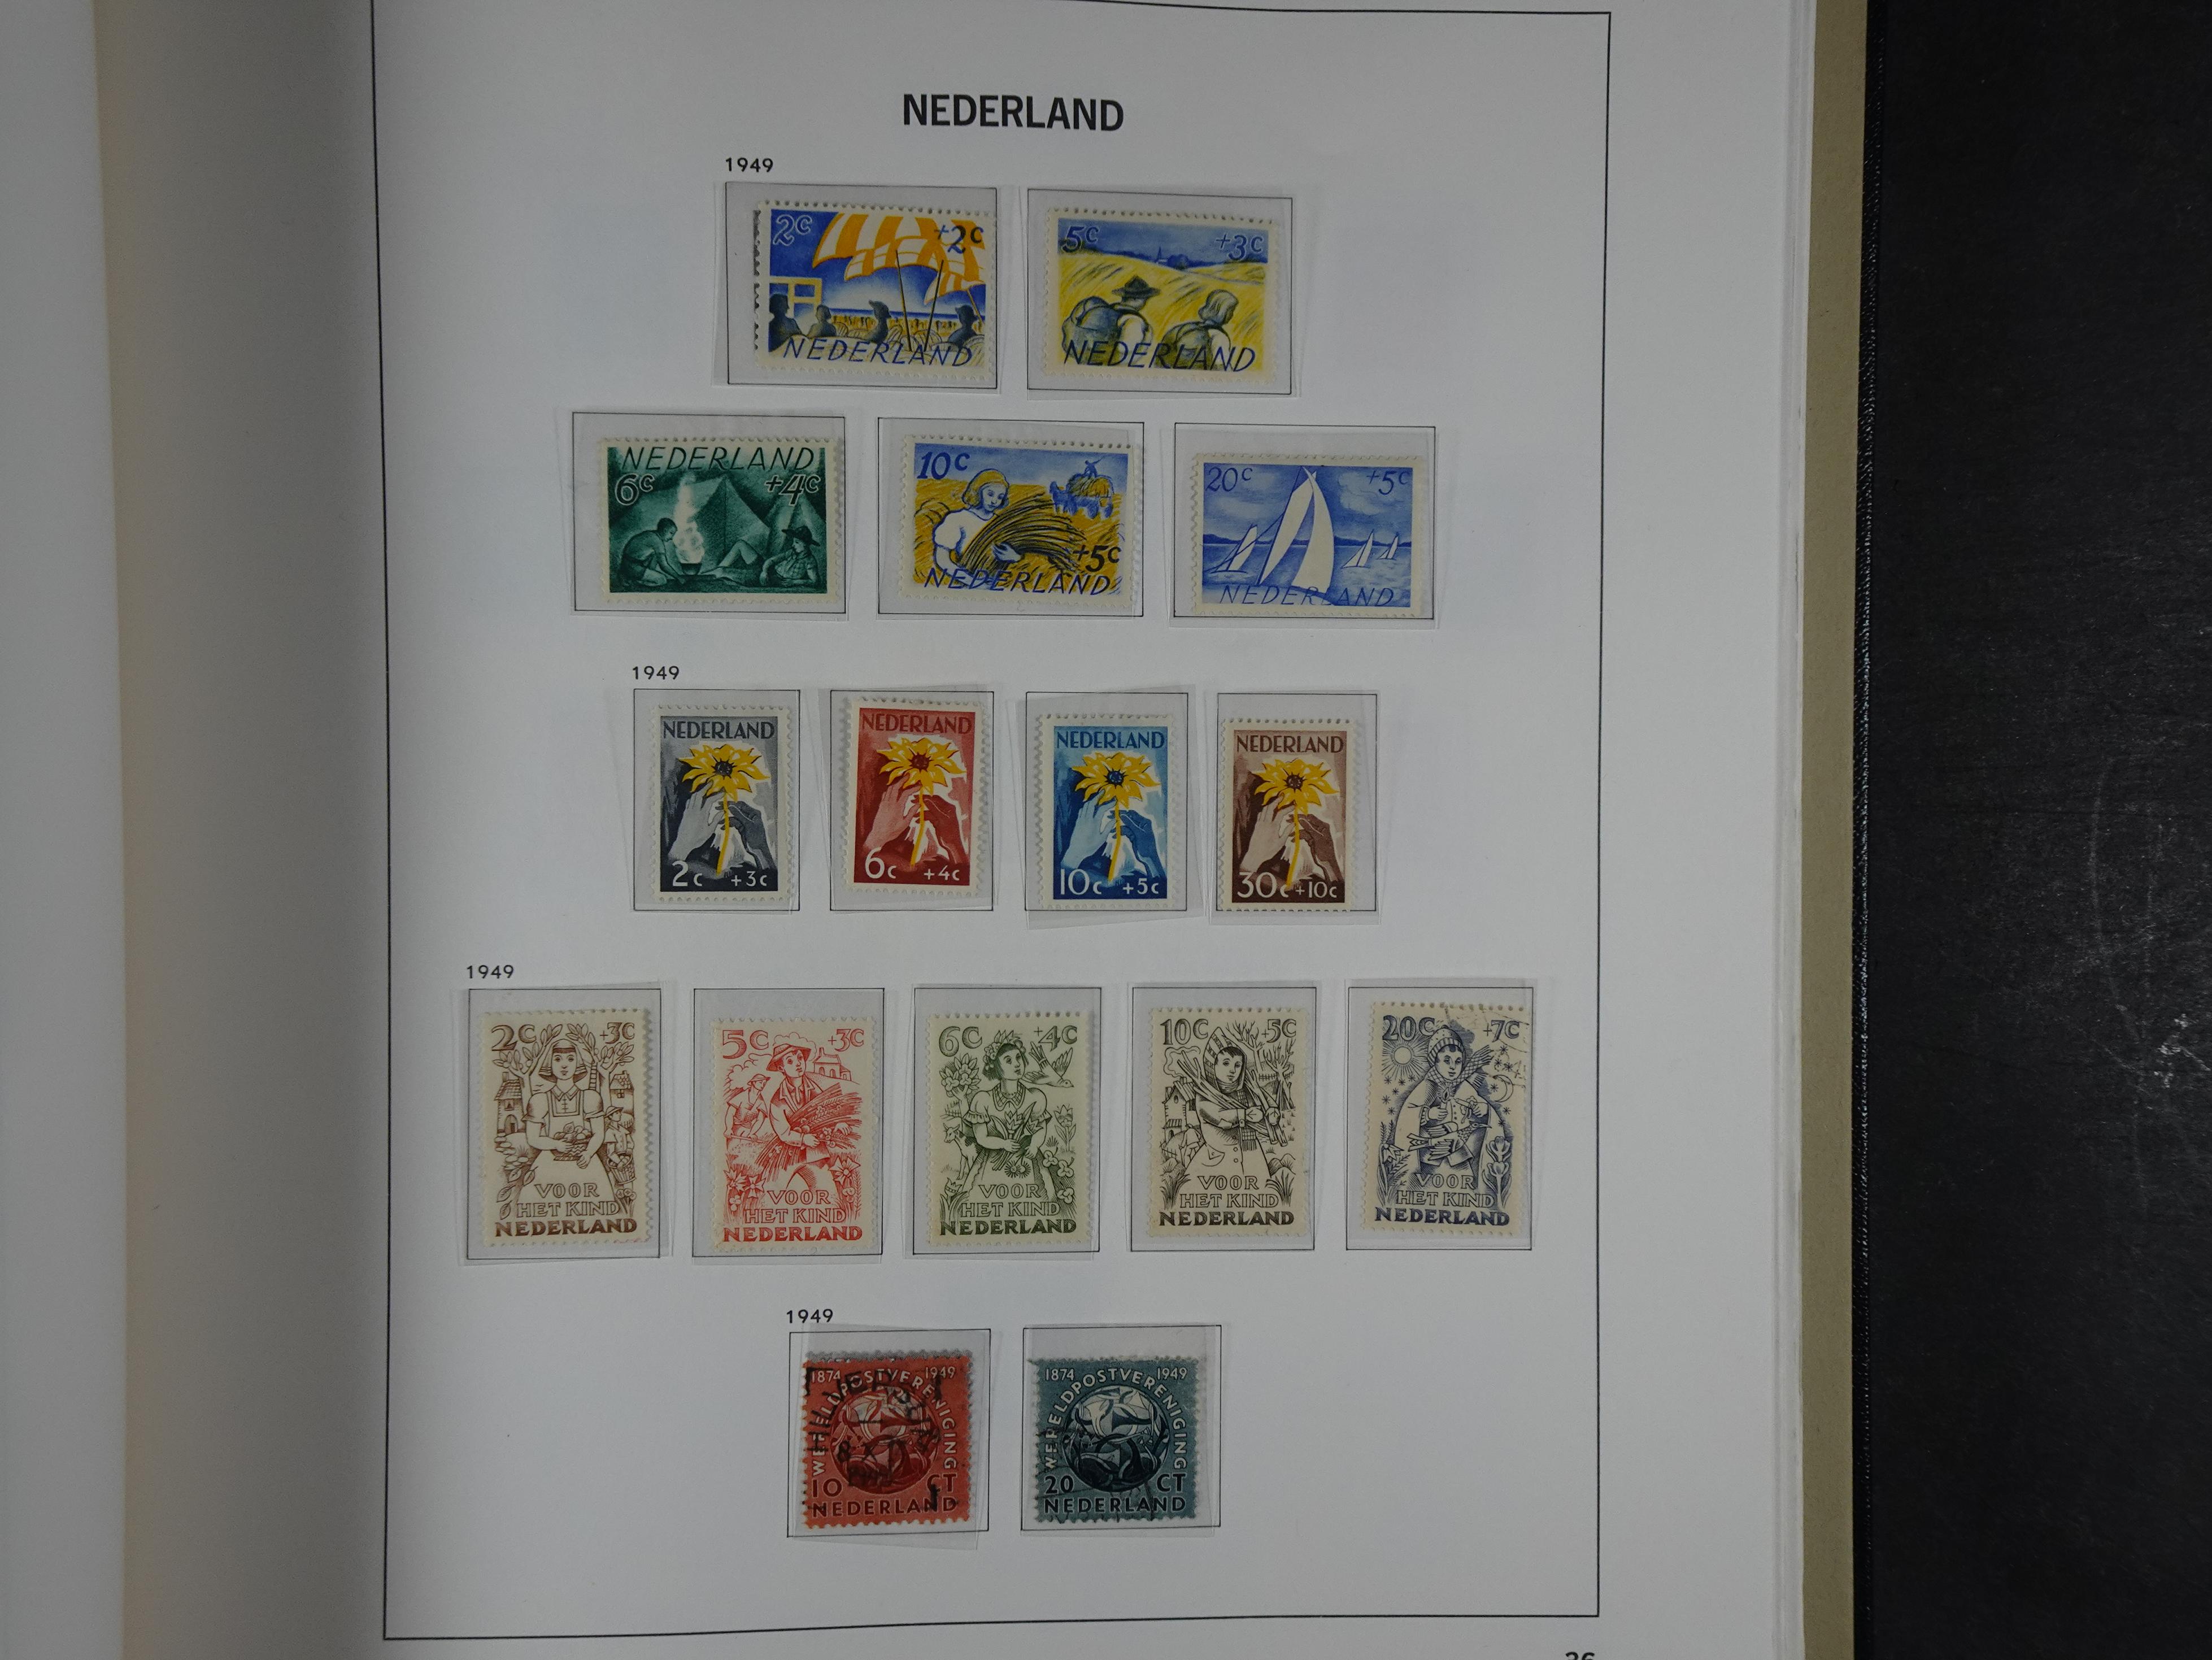 NEDERLAND
1949
2c +2c
NEDERLAND
5c +3c
NEDERLAND
NEDERLAND
6c +4c
10c
+5c
NEDERLAND
20c +5c
NEDERLAND
1949
NEDERLAND
2c +3c
NEDERLAND
6c +4c
NEDERLAND
10c +5c
NEDERLAND
30c +10c
1949
2C +3C
VOOR
HET KIND
NEDERLAND
5C +3C
VOOR
HET KIND
NEDERLAND
6C +4C
VOOR
HET KIND
NEDERLAND
10C +5C
VOOR
HET KIND
NEDERLAND
20C +7C
VOOR
HET KIND
NEDERLAND
1949
1874 1949
WERELDPOSTVERENIGING
10 CT
NEDERLAND
1874 1949
WERELDPOSTVERENIGING
20 CT
NEDERLAND